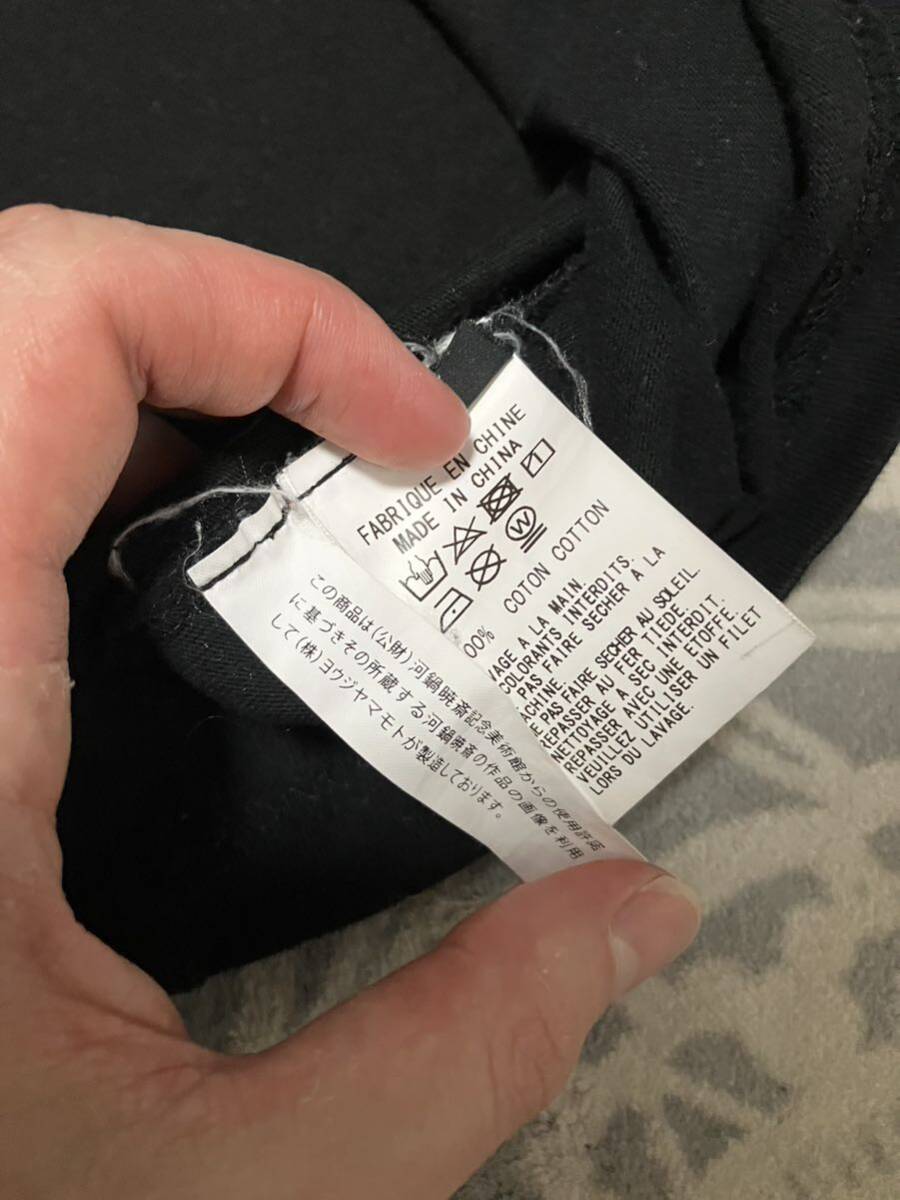 FABRIQUE EN CHINE
MADE IN CHINA
W
00% COTON COTTON
VAGE A LA MAIN.
COLORANTS INTERDITS.
PAS FAIRE SECHER A LA
ACHINE
E PAS FAIRE SECHER AU SOLEIL.
REPASSER AU FER TIEDE.
NETTOYAGE A SEC INTERDIT.
REPASSER AVEC UNE ETOFFE.
VEUILLEZ UTILISER UN FILET
LORS DU LAVAGE.
この商品は(公財)河鍋暁斎記念美術館からの使用許諾
に基づきその所蔵する河鍋暁斎の作品の画像を利用
して(株)ヨウジヤマモトが製造しております。